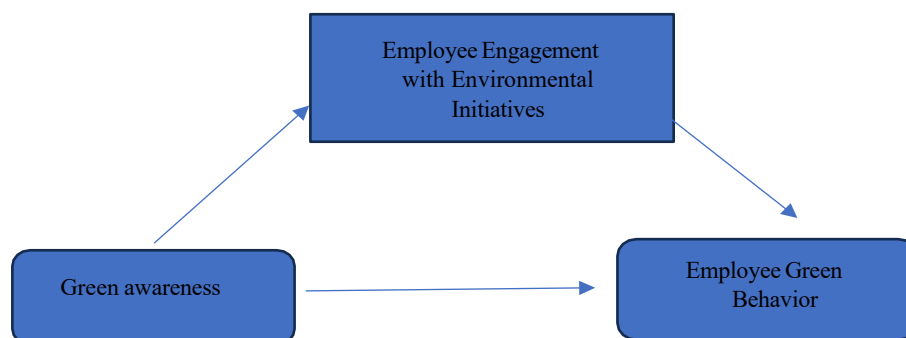 Employee Engagement
with Environmental
Initiatives
Green awareness
Employee Green
Behavior